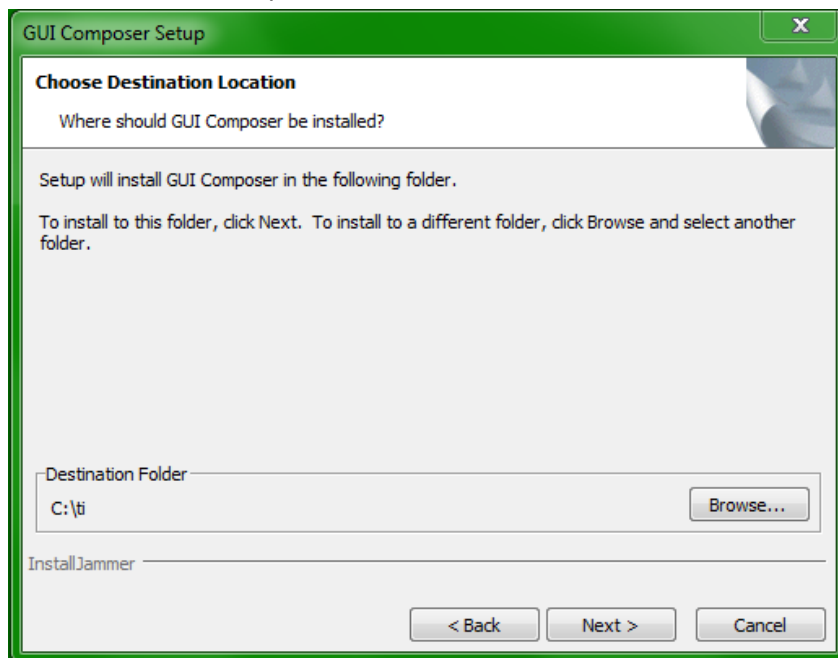 GUI Composer Setup
X
Choose Destination Location
Where should GUI Composer be installed?
Setup will install GUI Composer in the following folder.
To install to this folder, click Next.  To install to a different folder, click Browse and select another
folder.
Destination Folder
C:\ti
Browse...
InstallJammer
< Back
Next >
Cancel